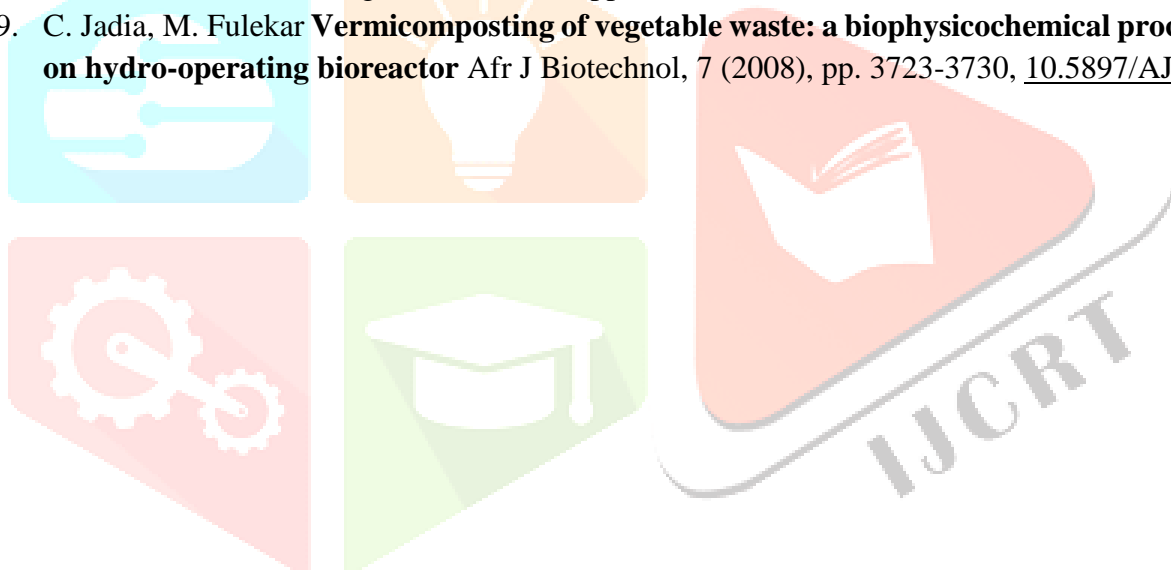 9. C. Jadia, M. Fulekar Vermicomposting of vegetable waste: a biophysicochemical proc
on hydro-operating bioreactor Afr J Biotechnol, 7 (2008), pp. 3723-3730, 10.5897/AJ
IJCRT